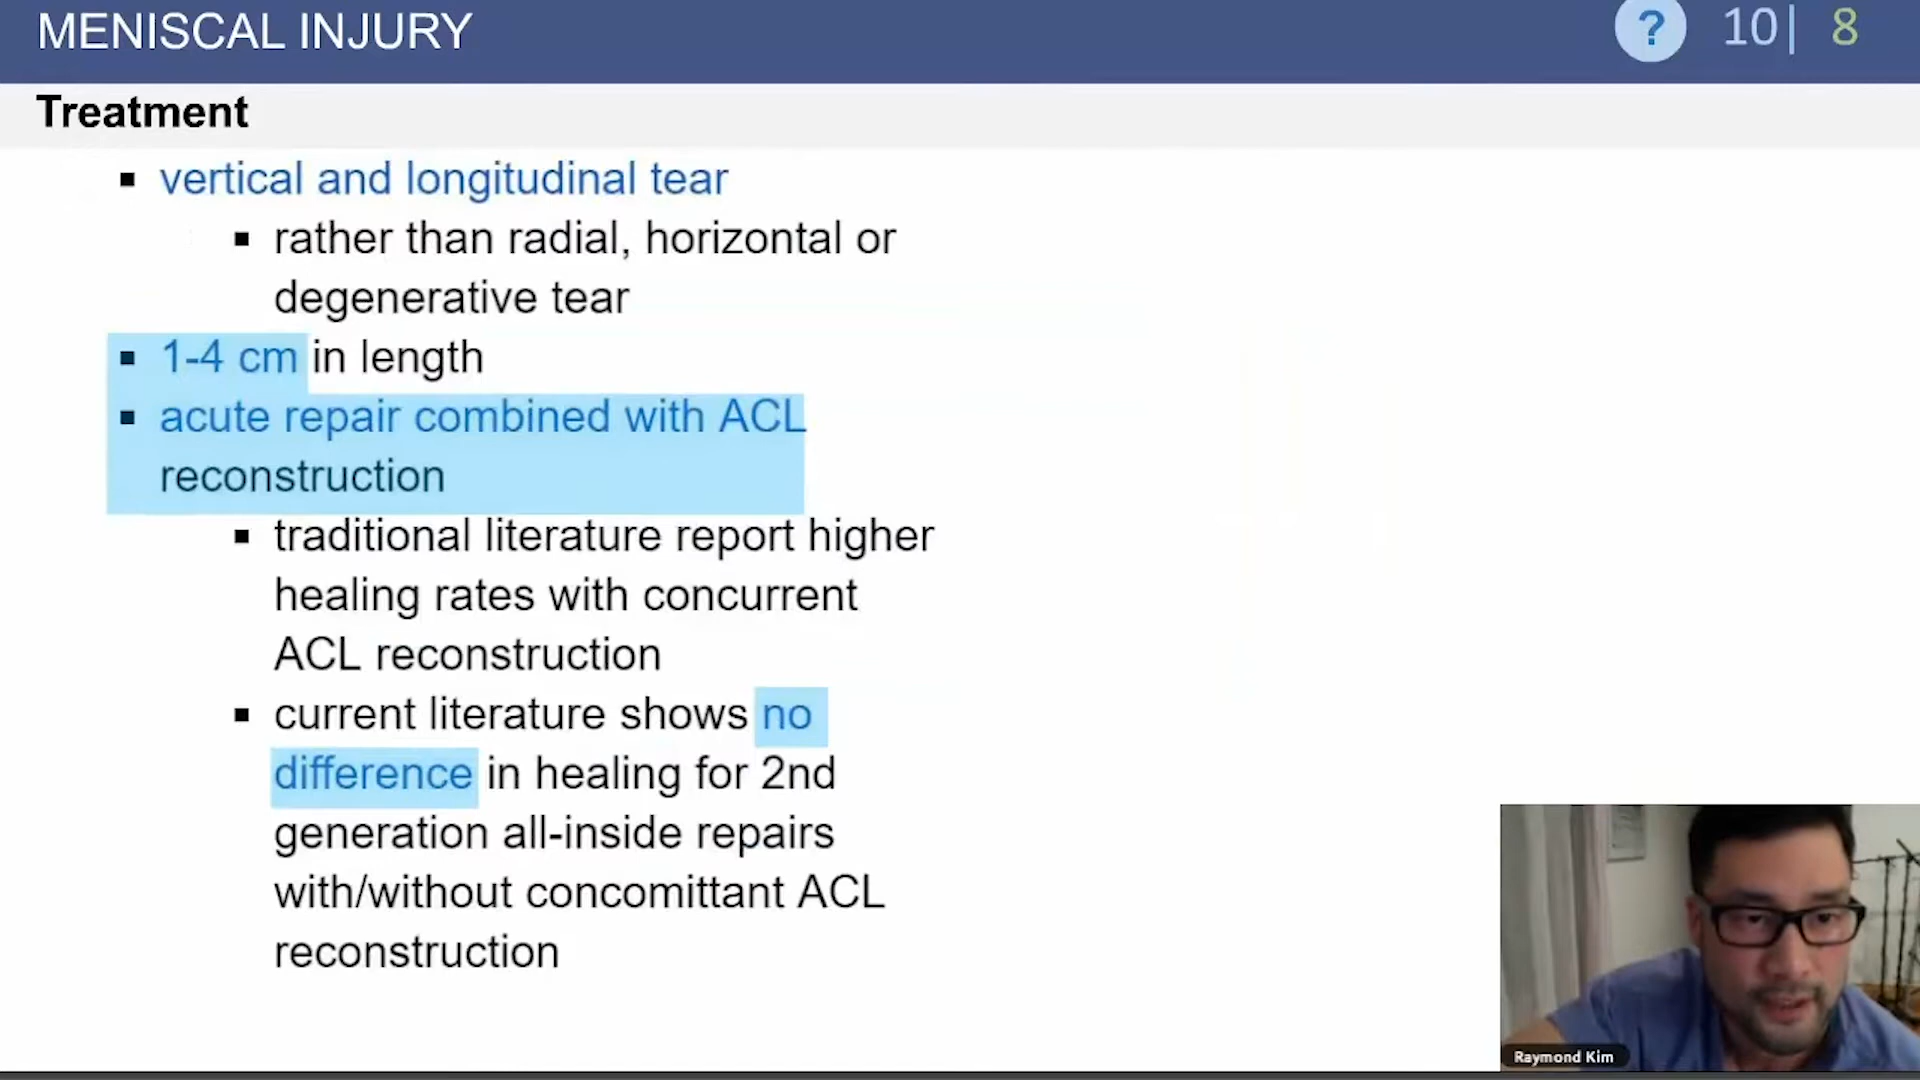 MENISCAL INJURY
? 10| 8
Treatment
▪ vertical and longitudinal tear
▪ rather than radial, horizontal or
degenerative tear
▪ 1-4 cm in length
▪ acute repair combined with ACL
reconstruction
▪ traditional literature report higher
healing rates with concurrent
ACL reconstruction
▪ current literature shows no
difference in healing for 2nd
generation all-inside repairs
with/without concomittant ACL
reconstruction
Raymond Kim